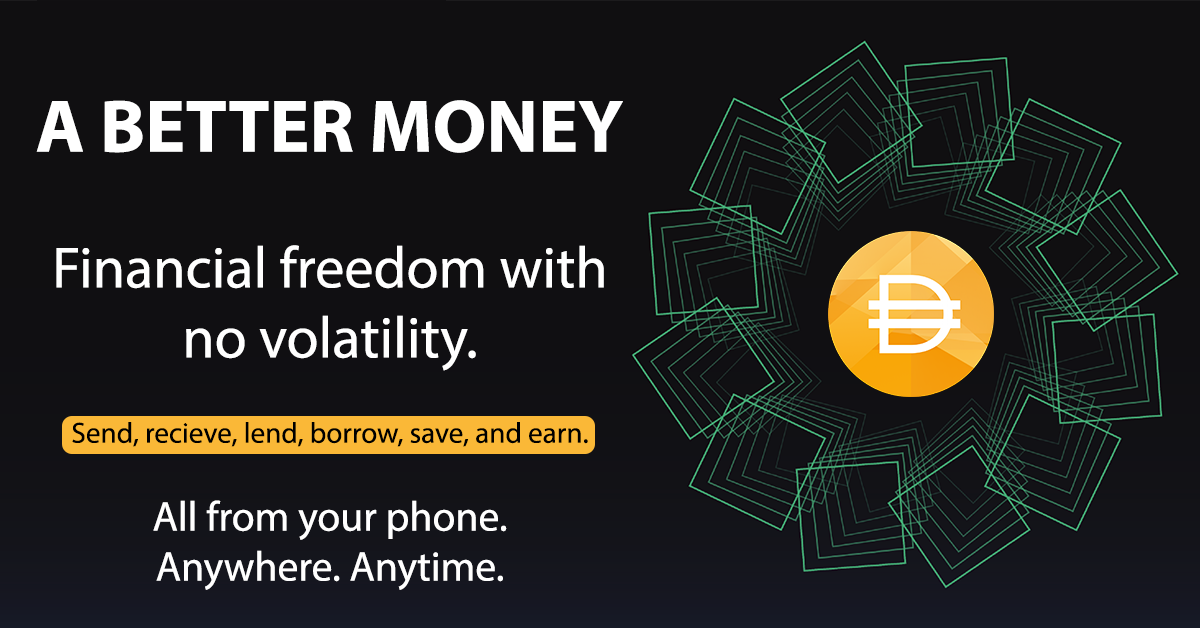 A BETTER MONEY
Financial freedom with
no volatility.
Send, recieve, lend, borrow, save, and earn.
All from your phone.
Anywhere. Anytime.